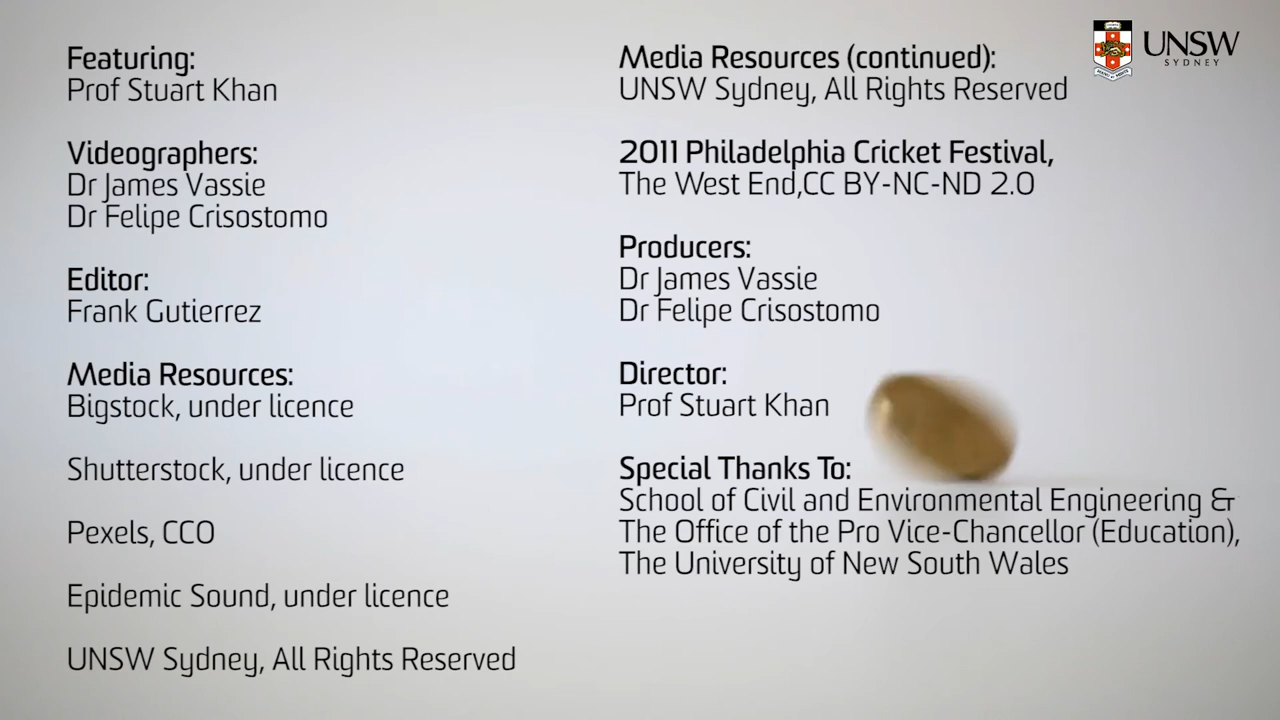 Featuring:
Prof Stuart Khan
Videographers:
Dr James Vassie
Dr Felipe Crisostomo
Editor:
Frank Gutierrez
Media Resources:
Bigstock, under licence
Shutterstock, under licence
Pexels, CCO
Epidemic Sound, under licence
UNSW Sydney, All Rights Reserved
Media Resources (continued):
UNSW Sydney, All Rights Reserved
2011 Philadelphia Cricket Festival,
The West End,CC BY-NC-ND 2.0
Producers:
Dr James Vassie
Dr Felipe Crisostomo
Director:
Prof Stuart Khan
Special Thanks To:
School of Civil and Environmental Engineering &
The Office of the Pro Vice-Chancellor (Education),
The University of New South Wales
UNSW
SYDNEY